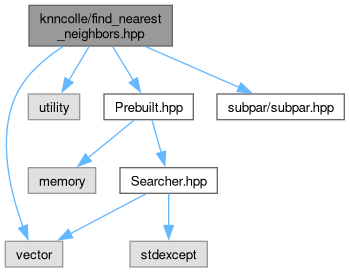 knncolle/find_nearest
_neighbors.hpp
utility
Prebuilt.hpp
subpar/subpar.hpp
memory
Searcher.hpp
vector
stdexcept